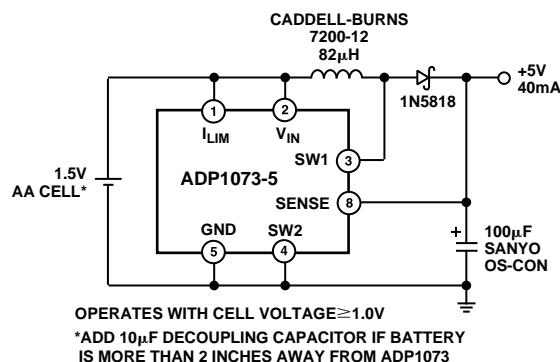 CADDELL-BURNS
7200-12
82µH
+5V
40mA
1N5818
1
2
I_LIM
V_IN
SW1
3
1.5V
AA CELL*
ADP1073-5
SENSE
8
GND
SW2
5
4
+
100µF
SANYO
OS-CON
OPERATES WITH CELL VOLTAGE≥1.0V
*ADD 10µF DECOUPLING CAPACITOR IF BATTERY
IS MORE THAN 2 INCHES AWAY FROM ADP1073